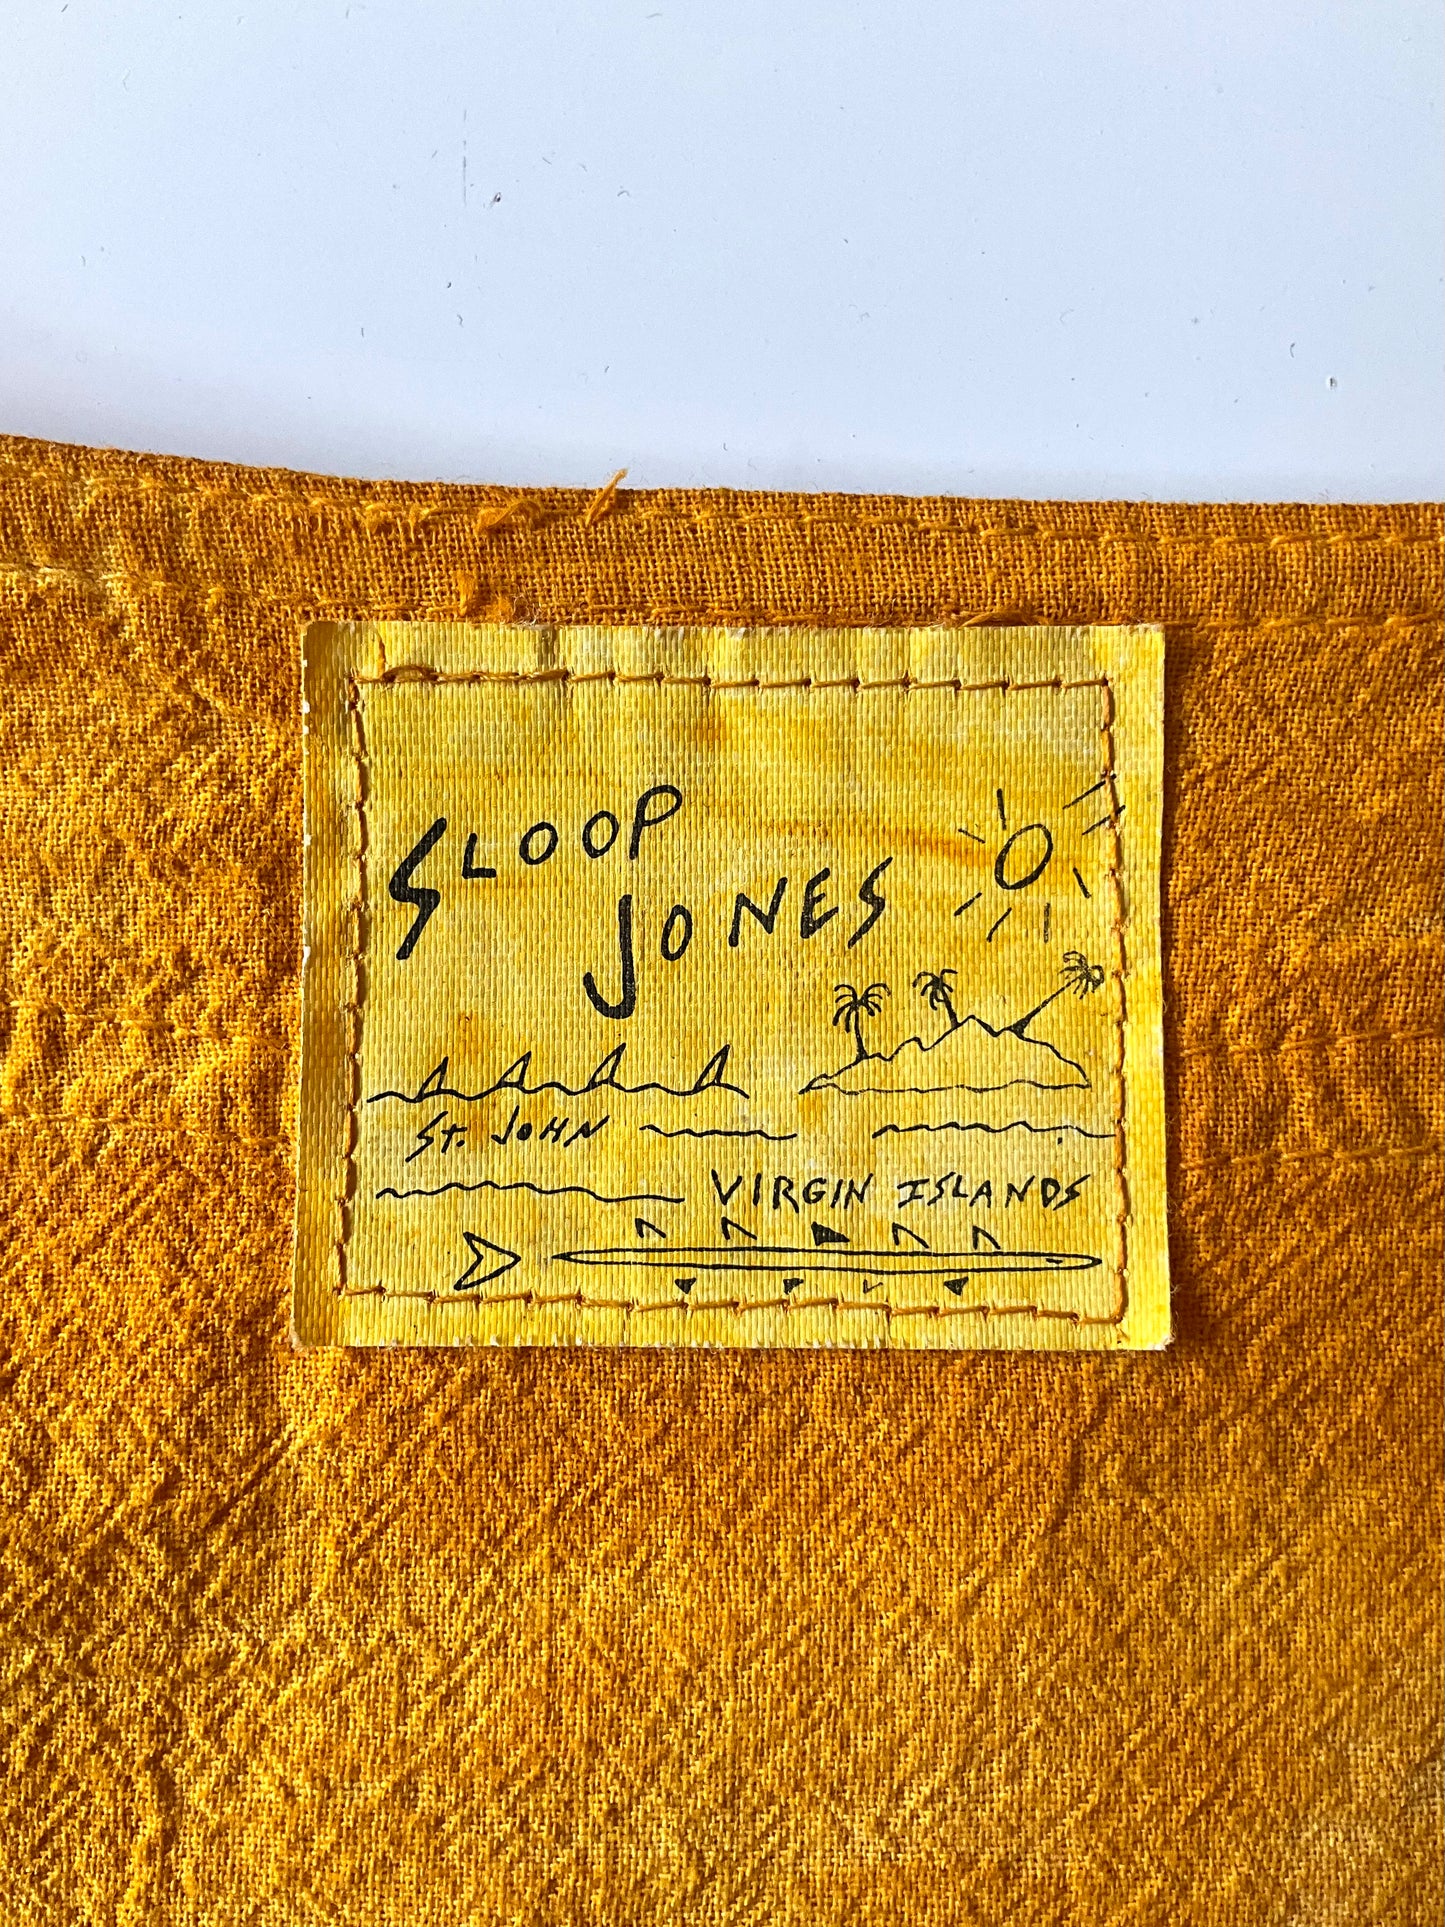 SLOOP
JONES
ST. JOHN
VIRGIN ISLANDS